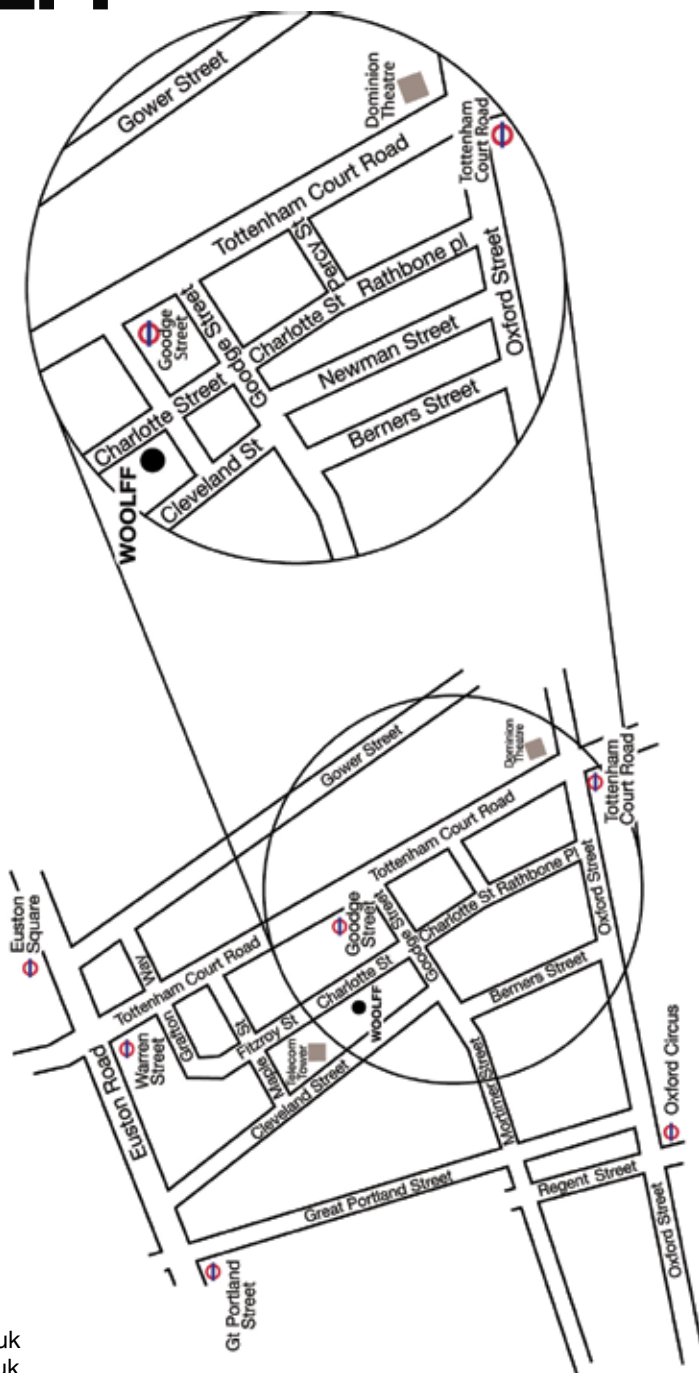 Gower Street
Dominion
Theatre
Tottenham Court Road
Tottenham
Court Road
Percy St
Goodge
Street
Goodge Street
Charlotte St
Rathbone pl
Oxford Street
Newman Street
Charlotte Street
WOOLFF
Cleveland St
Berners Street
Gower Street
Dominion
Theatre
Tottenham
Court Road
Tottenham Court Road
Euston
Square
Way
Tottenham Court Road
Goodge
Street
Goodge Street
Charlotte St
Rathbone Pl
Oxford Street
Euston Road
Warren
Street
Grafton
St
Fitzroy St
Charlotte St
WOOLFF
Maple
Telecom
Tower
Cleveland Street
Berners Street
Mortimer Street
Oxford Circus
Great Portland Street
Regent Street
Oxford Street
Gt Portland
Street
uk
uk